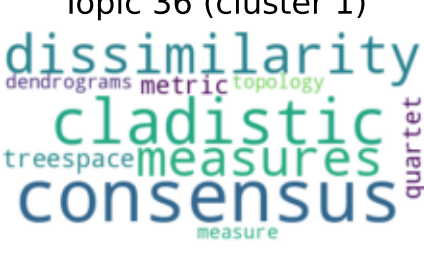 Topic 36 (cluster 1)
dissimilarity
dendrograms metric topology
cladistic
treespace measures
quartet
consensus
measure